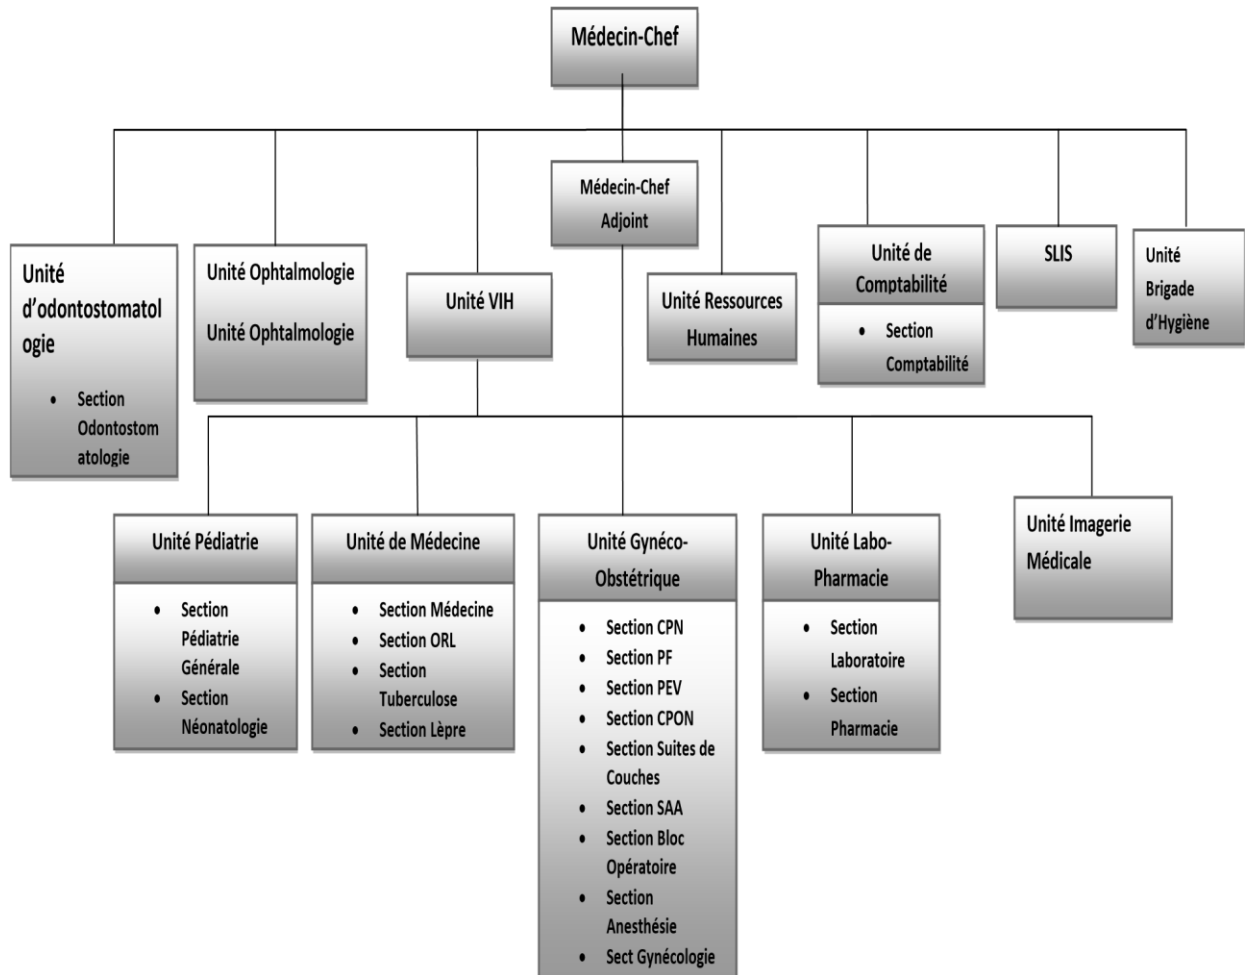 Médecin-Chef
Médecin-Chef
Adjoint
Unité
d'odontostomatol
ogie
• Section
Odontostom
atologie
Unité Ophtalmologie
Unité Ophtalmologie
Unité VIH
Unité Ressources
Humaines
Unité de
Comptabilité
• Section
Comptabilité
SLIS
Unité
Brigade
d'Hygiène
Unité Pédiatrie
• Section
Pédiatrie
Générale
• Section
Néonatologie
Unité de Médecine
• Section Médecine
• Section ORL
• Section
Tuberculose
• Section Lèpre
Unité Gynéco-
Obstétrique
• Section CPN
• Section PF
• Section PEV
• Section CPON
• Section Suites de
Couches
• Section SAA
• Section Bloc
Opératoire
• Section
Anesthésie
• Sect Gynécologie
Unité Labo-
Pharmacie
• Section
Laboratoire
• Section
Pharmacie
Unité Imagerie
Médicale